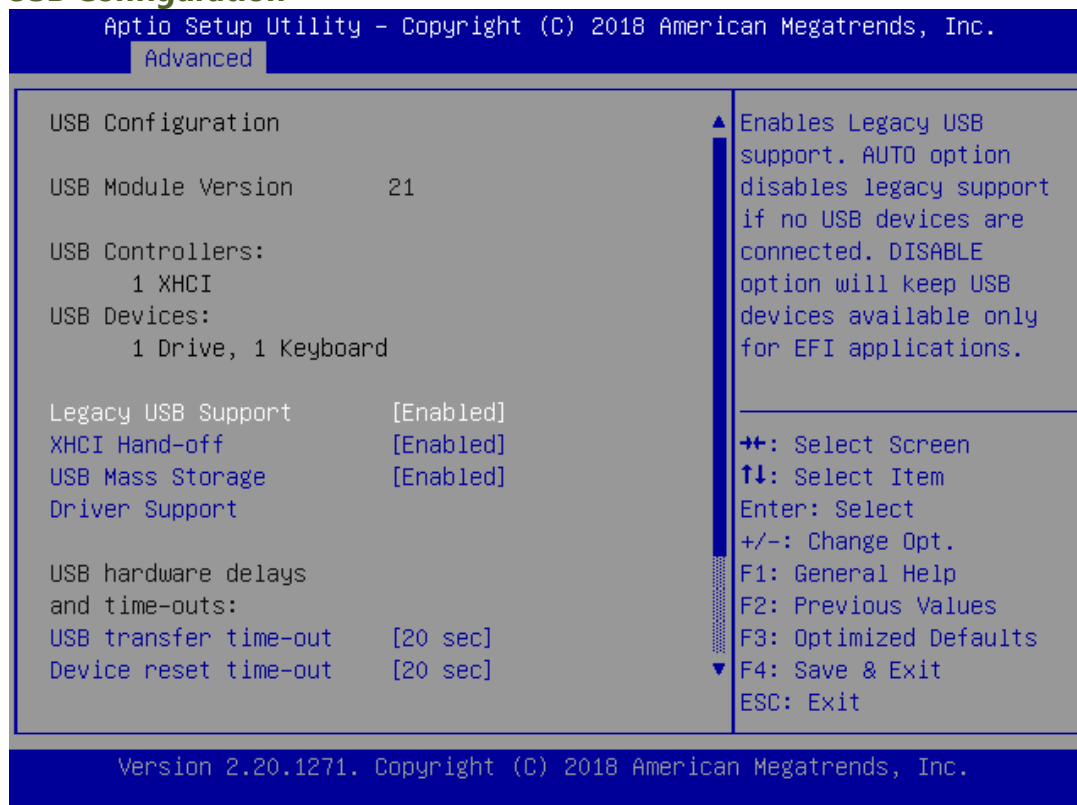 USB Configuration
Aptio Setup Utility – Copyright (C) 2018 American Megatrends, Inc.
Advanced
USB Configuration
USB Module Version 21
USB Controllers:
1 XHCI
USB Devices:
1 Drive, 1 Keyboard
Legacy USB Support [Enabled]
XHCI Hand-off [Enabled]
USB Mass Storage [Enabled]
Driver Support
USB hardware delays
and time-outs:
USB transfer time-out [20 sec]
Device reset time-out [20 sec]
Enables Legacy USB
support. AUTO option
disables legacy support
if no USB devices are
connected. DISABLE
option will keep USB
devices available only
for EFI applications.
→←: Select Screen
↑↓: Select Item
Enter: Select
+/-: Change Opt.
F1: General Help
F2: Previous Values
F3: Optimized Defaults
F4: Save & Exit
ESC: Exit
Version 2.20.1271. Copyright (C) 2018 American Megatrends, Inc.